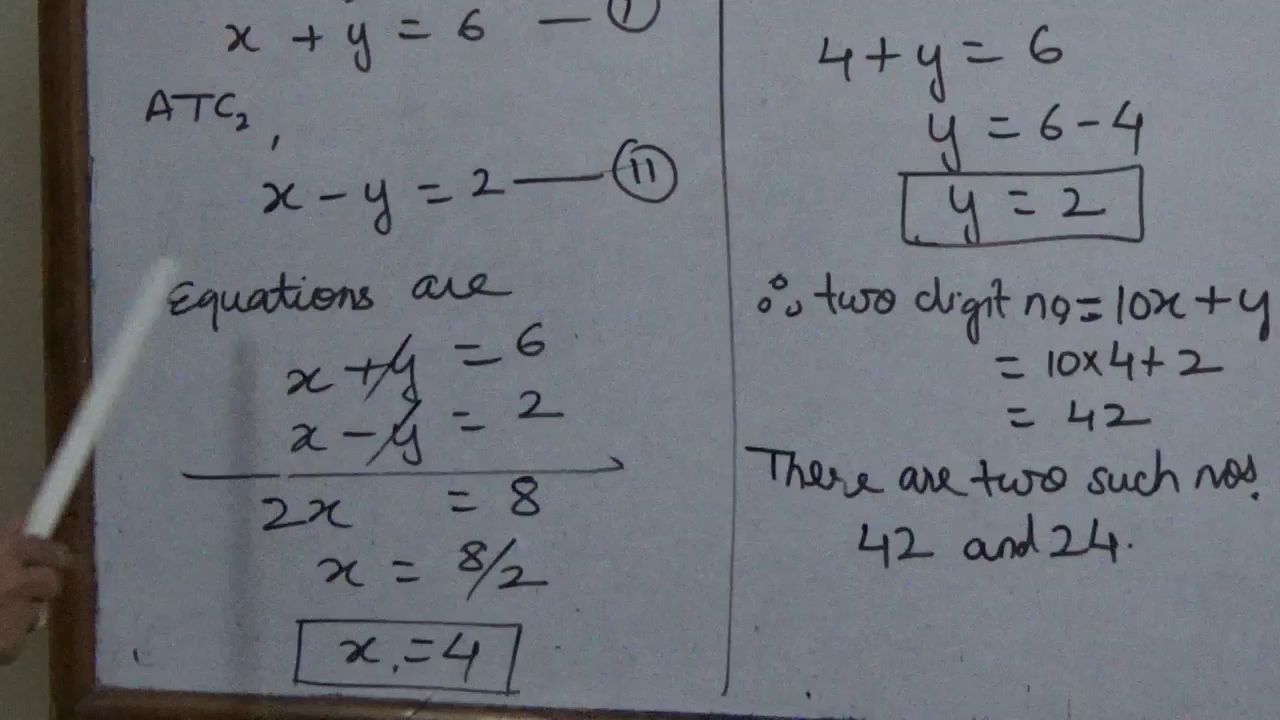 x + y = 6 — (I)
ATC₂,
x - y = 2 — (II)
Equations are
x + y = 6
x - y = 2
2x = 8
x = 8/2
x = 4
4 + y = 6
y = 6 - 4
y = 2
∴ two digit no = 10x + y
= 10 × 4 + 2
= 42
There are two such nos.
42 and 24.